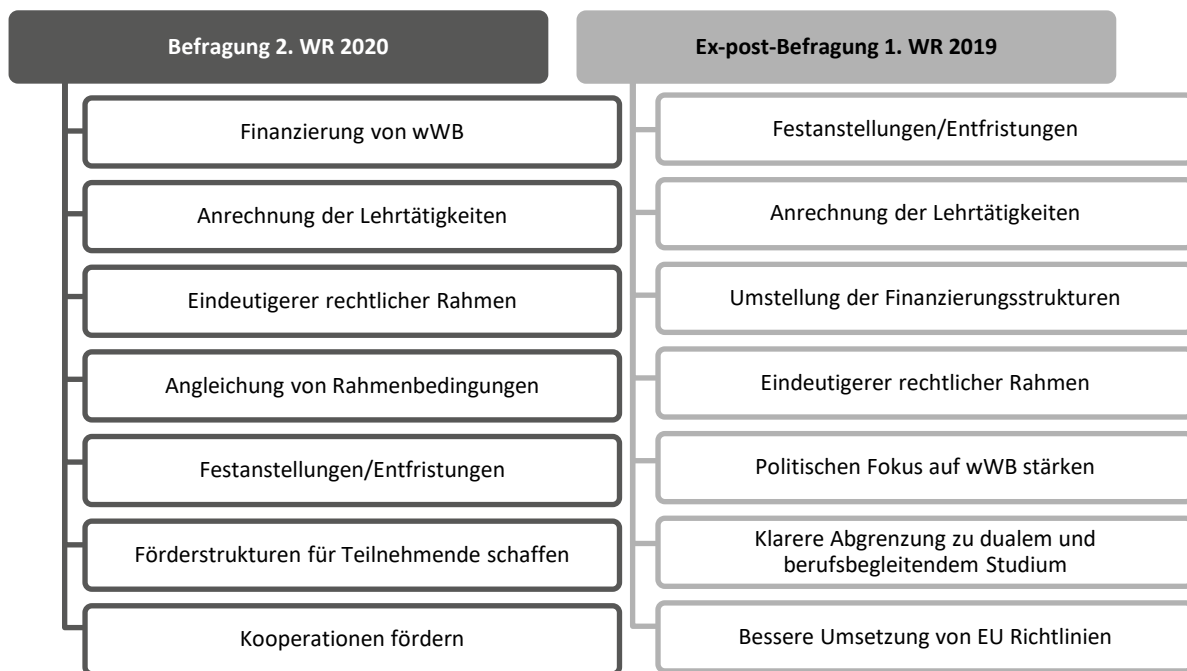 Befragung 2. WR 2020
Finanzierung von wWB
Anrechnung der Lehrtätigkeiten
Eindeutigerer rechtlicher Rahmen
Angleichung von Rahmenbedingungen
Festanstellungen/Entfristungen
Förderstrukturen für Teilnehmende schaffen
Kooperationen fördern
Ex-post-Befragung 1. WR 2019
Festanstellungen/Entfristungen
Anrechnung der Lehrtätigkeiten
Umstellung der Finanzierungsstrukturen
Eindeutigerer rechtlicher Rahmen
Politischen Fokus auf wWB stärken
Klarere Abgrenzung zu dualem und
berufsbegleitendem Studium
Bessere Umsetzung von EU Richtlinien